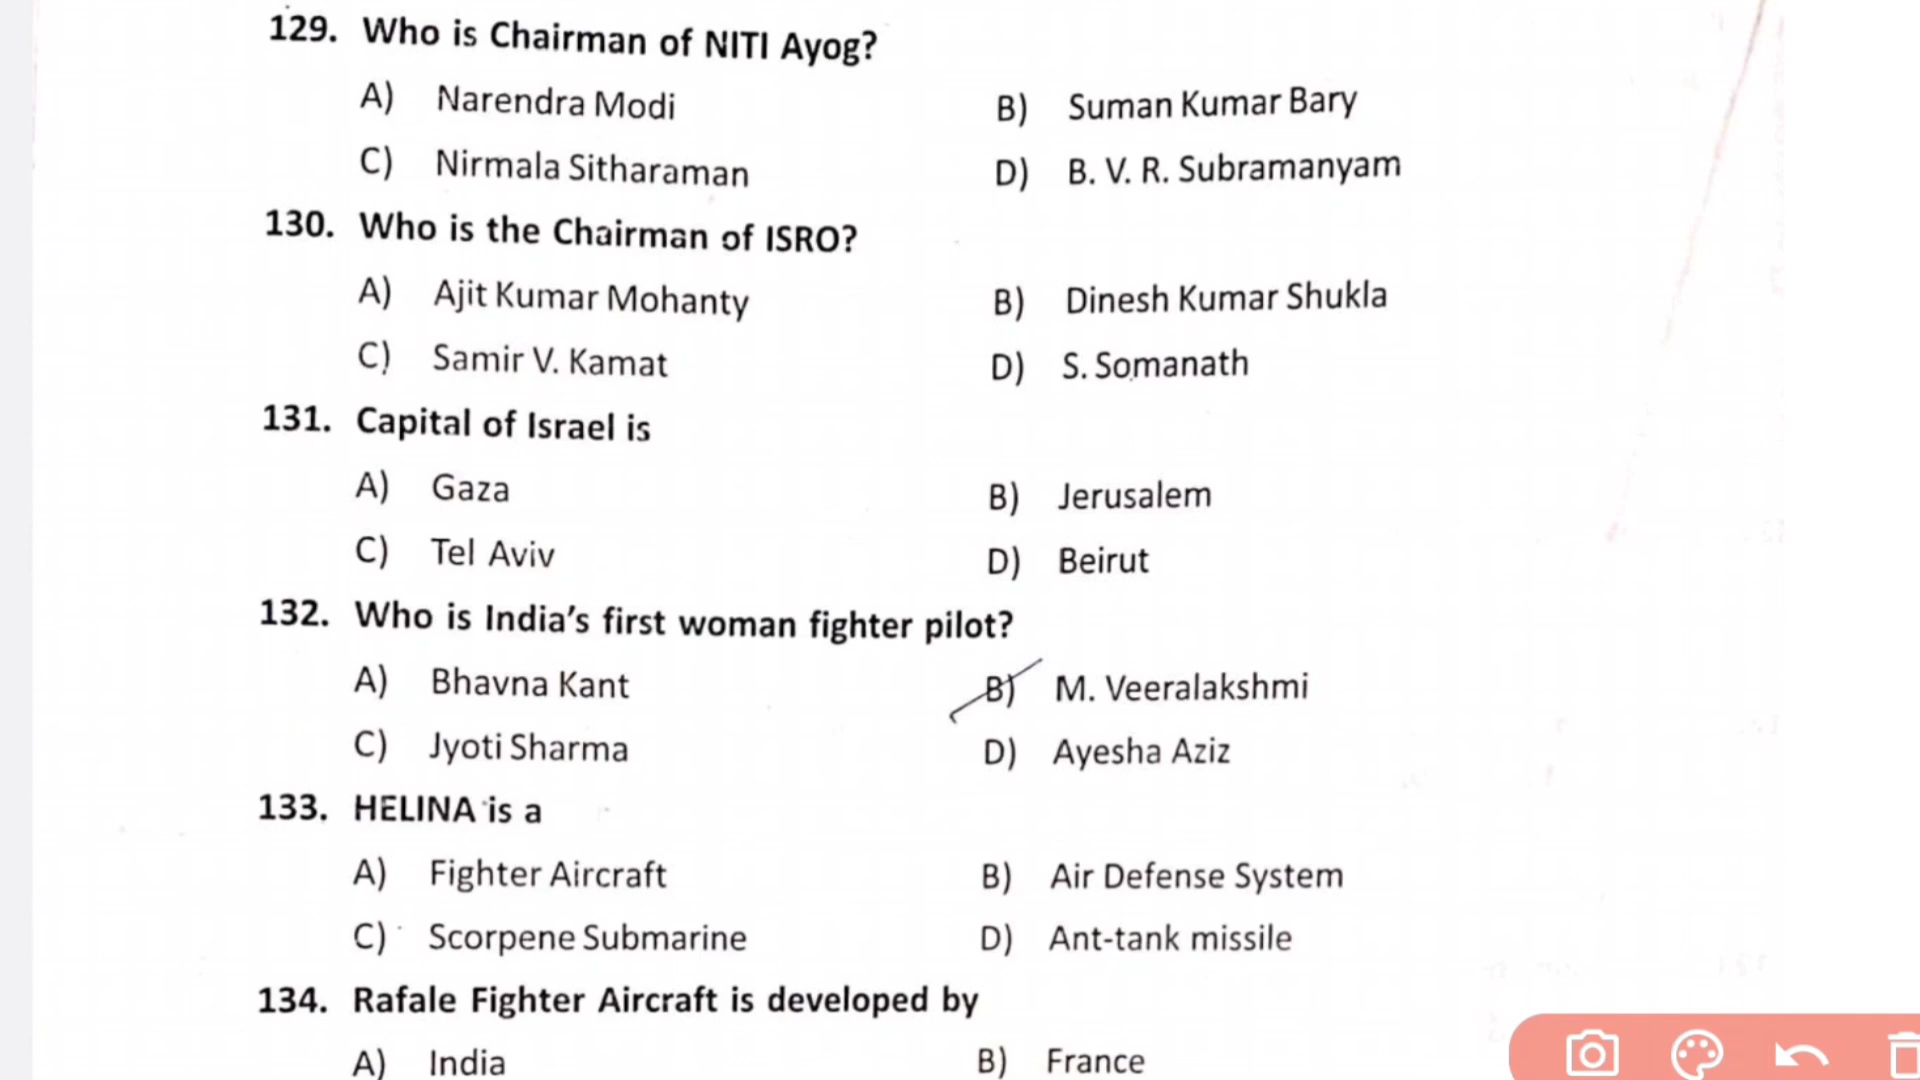 129. Who is Chairman of NITI Ayog?
A) Narendra Modi B) Suman Kumar Bary
C) Nirmala Sitharaman D) B. V. R. Subramanyam
130. Who is the Chairman of ISRO?
A) Ajit Kumar Mohanty B) Dinesh Kumar Shukla
C) Samir V. Kamat D) S. Somanath
131. Capital of Israel is
A) Gaza B) Jerusalem
C) Tel Aviv D) Beirut
132. Who is India's first woman fighter pilot?
A) Bhavna Kant B) M. Veeralakshmi
C) Jyoti Sharma D) Ayesha Aziz
133. HELINA is a
A) Fighter Aircraft B) Air Defense System
C) Scorpene Submarine D) Ant-tank missile
134. Rafale Fighter Aircraft is developed by
A) India B) France